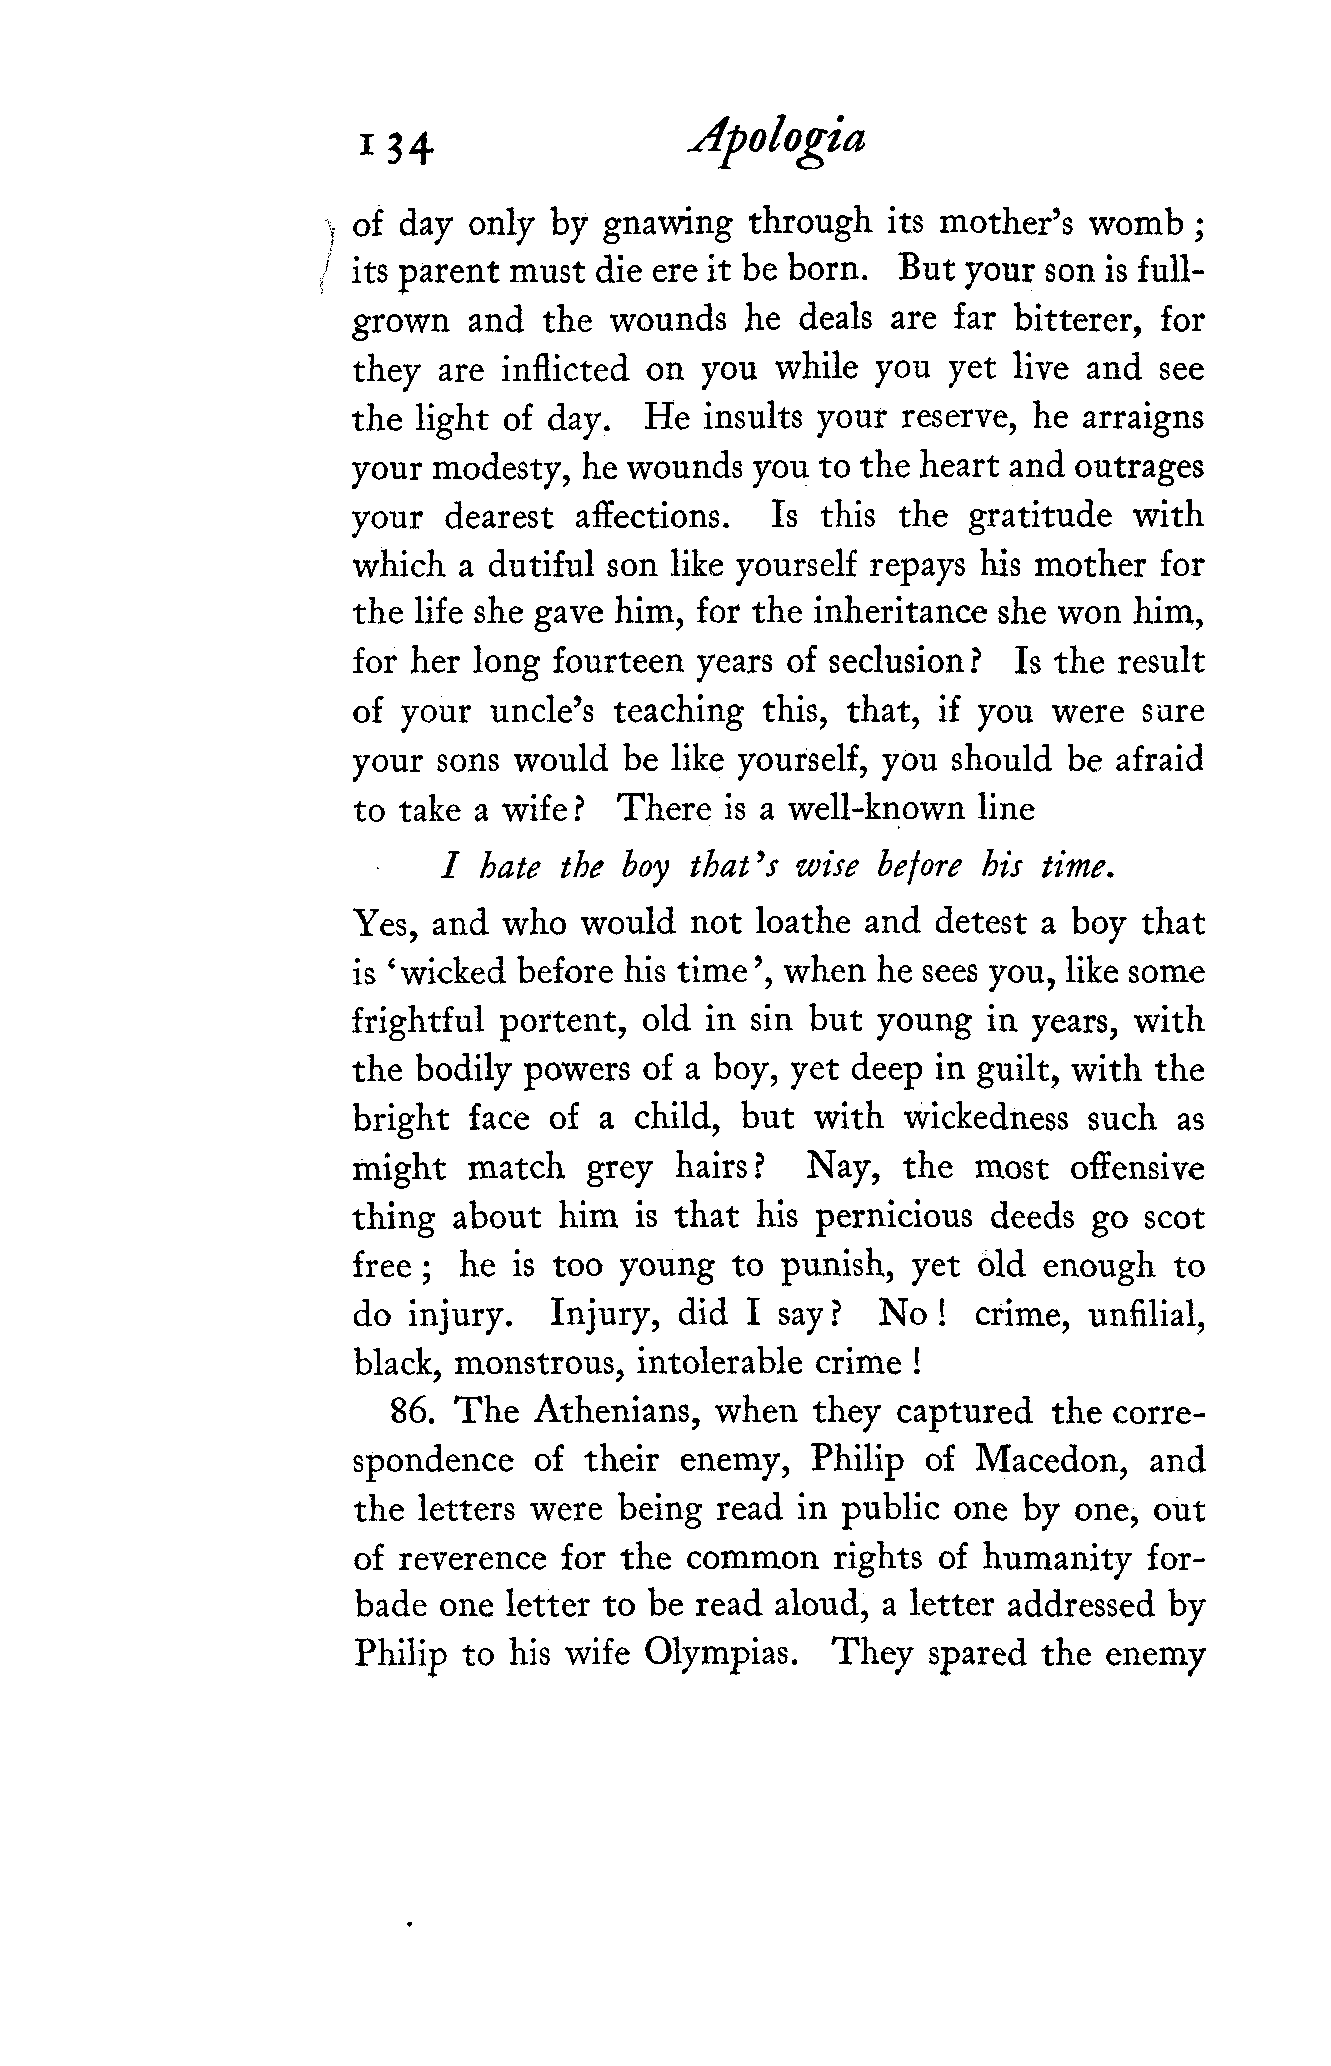 134 Apologia
of day only by gnawing through its mother's womb ;
its parent must die ere it be born. But your son is full-
grown and the wounds he deals are far bitterer, for
they are inflicted on you while you yet live and see
the light of day. He insults your reserve, he arraigns
your modesty, he wounds you to the heart and outrages
your dearest affections. Is this the gratitude with
which a dutiful son like yourself repays his mother for
the life she gave him, for the inheritance she won him,
for her long fourteen years of seclusion? Is the result
of your uncle's teaching this, that, if you were sure
your sons would be like yourself, you should be afraid
to take a wife? There is a well-known line
I hate the boy that's wise before his time.
Yes, and who would not loathe and detest a boy that
is 'wicked before his time', when he sees you, like some
frightful portent, old in sin but young in years, with
the bodily powers of a boy, yet deep in guilt, with the
bright face of a child, but with wickedness such as
might match grey hairs? Nay, the most offensive
thing about him is that his pernicious deeds go scot
free ; he is too young to punish, yet old enough to
do injury. Injury, did I say? No ! crime, unfilial,
black, monstrous, intolerable crime !
86. The Athenians, when they captured the corre-
spondence of their enemy, Philip of Macedon, and
the letters were being read in public one by one, out
of reverence for the common rights of humanity for-
bade one letter to be read aloud, a letter addressed by
Philip to his wife Olympias. They spared the enemy